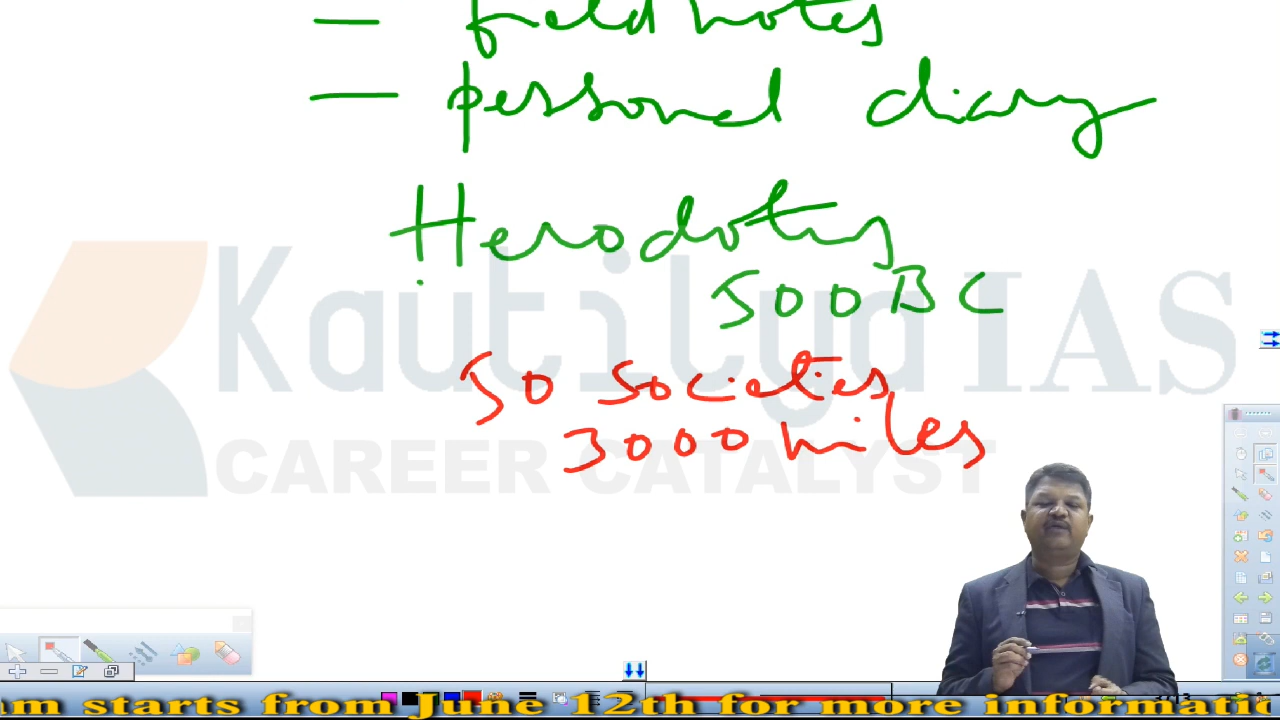 — field notes
— personal diary
Herodotus
500 BC
50 Societies
3000 miles
Kautilya IAS
CAREER CATALYST
am starts from June 12th for more informati